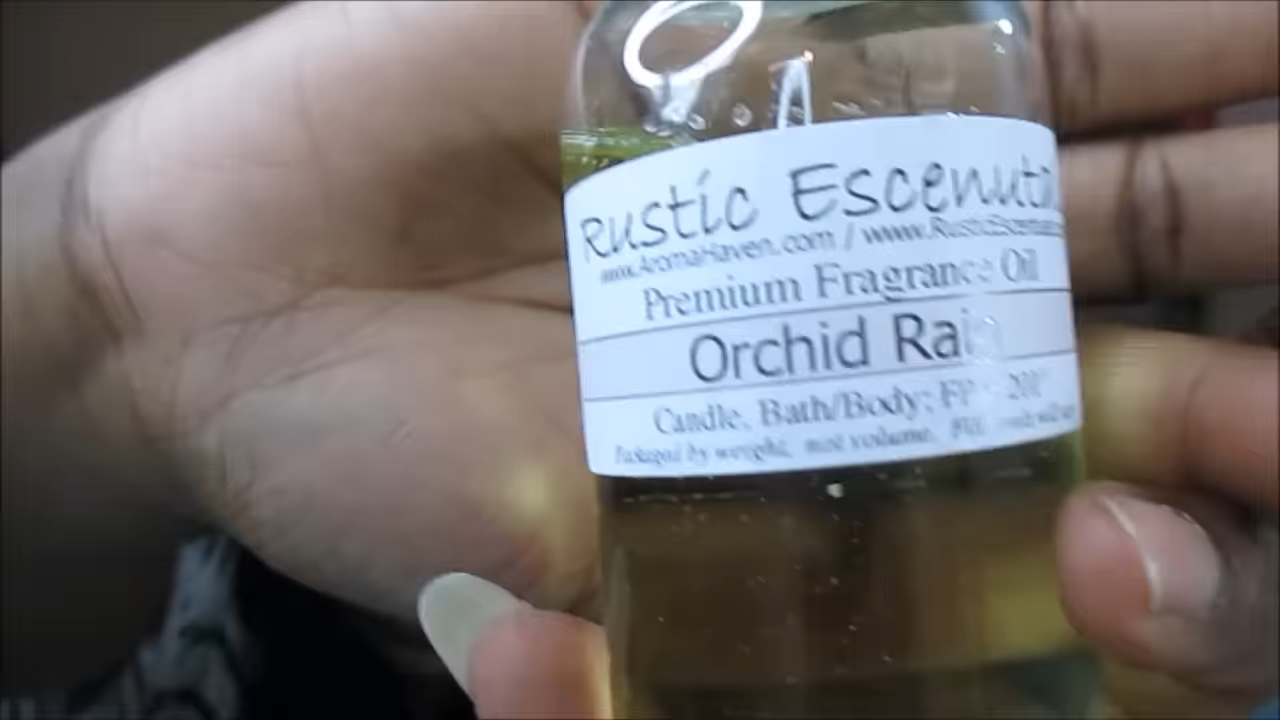 Rustic Escentu
www.AromaHaven.com / www.RusticEscentu
Premium Fragrance Oil
Orchid Rain
Candle, Bath/Body; FP
Packaged by weight, not volume.